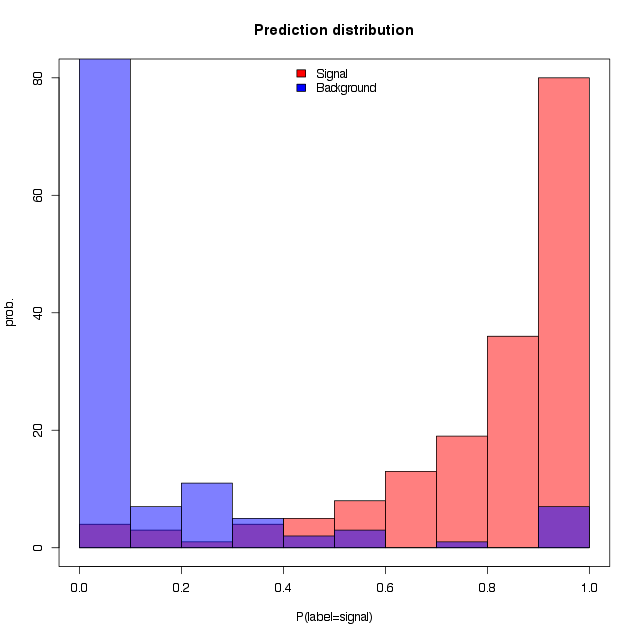 Prediction distribution
Signal
Background
prob.
80
60
40
20
0
0.0 0.2 0.4 0.6 0.8 1.0
P(label=signal)